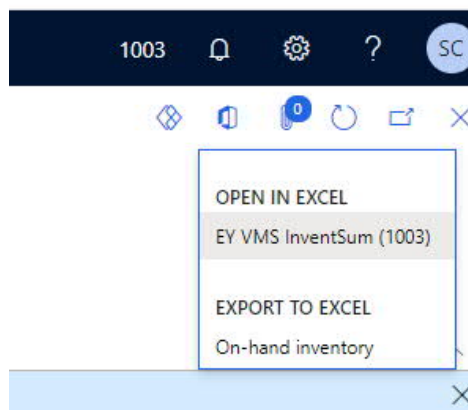 1003 ? SC
0
OPEN IN EXCEL
EY VMS InventSum (1003)
EXPORT TO EXCEL
On-hand inventory